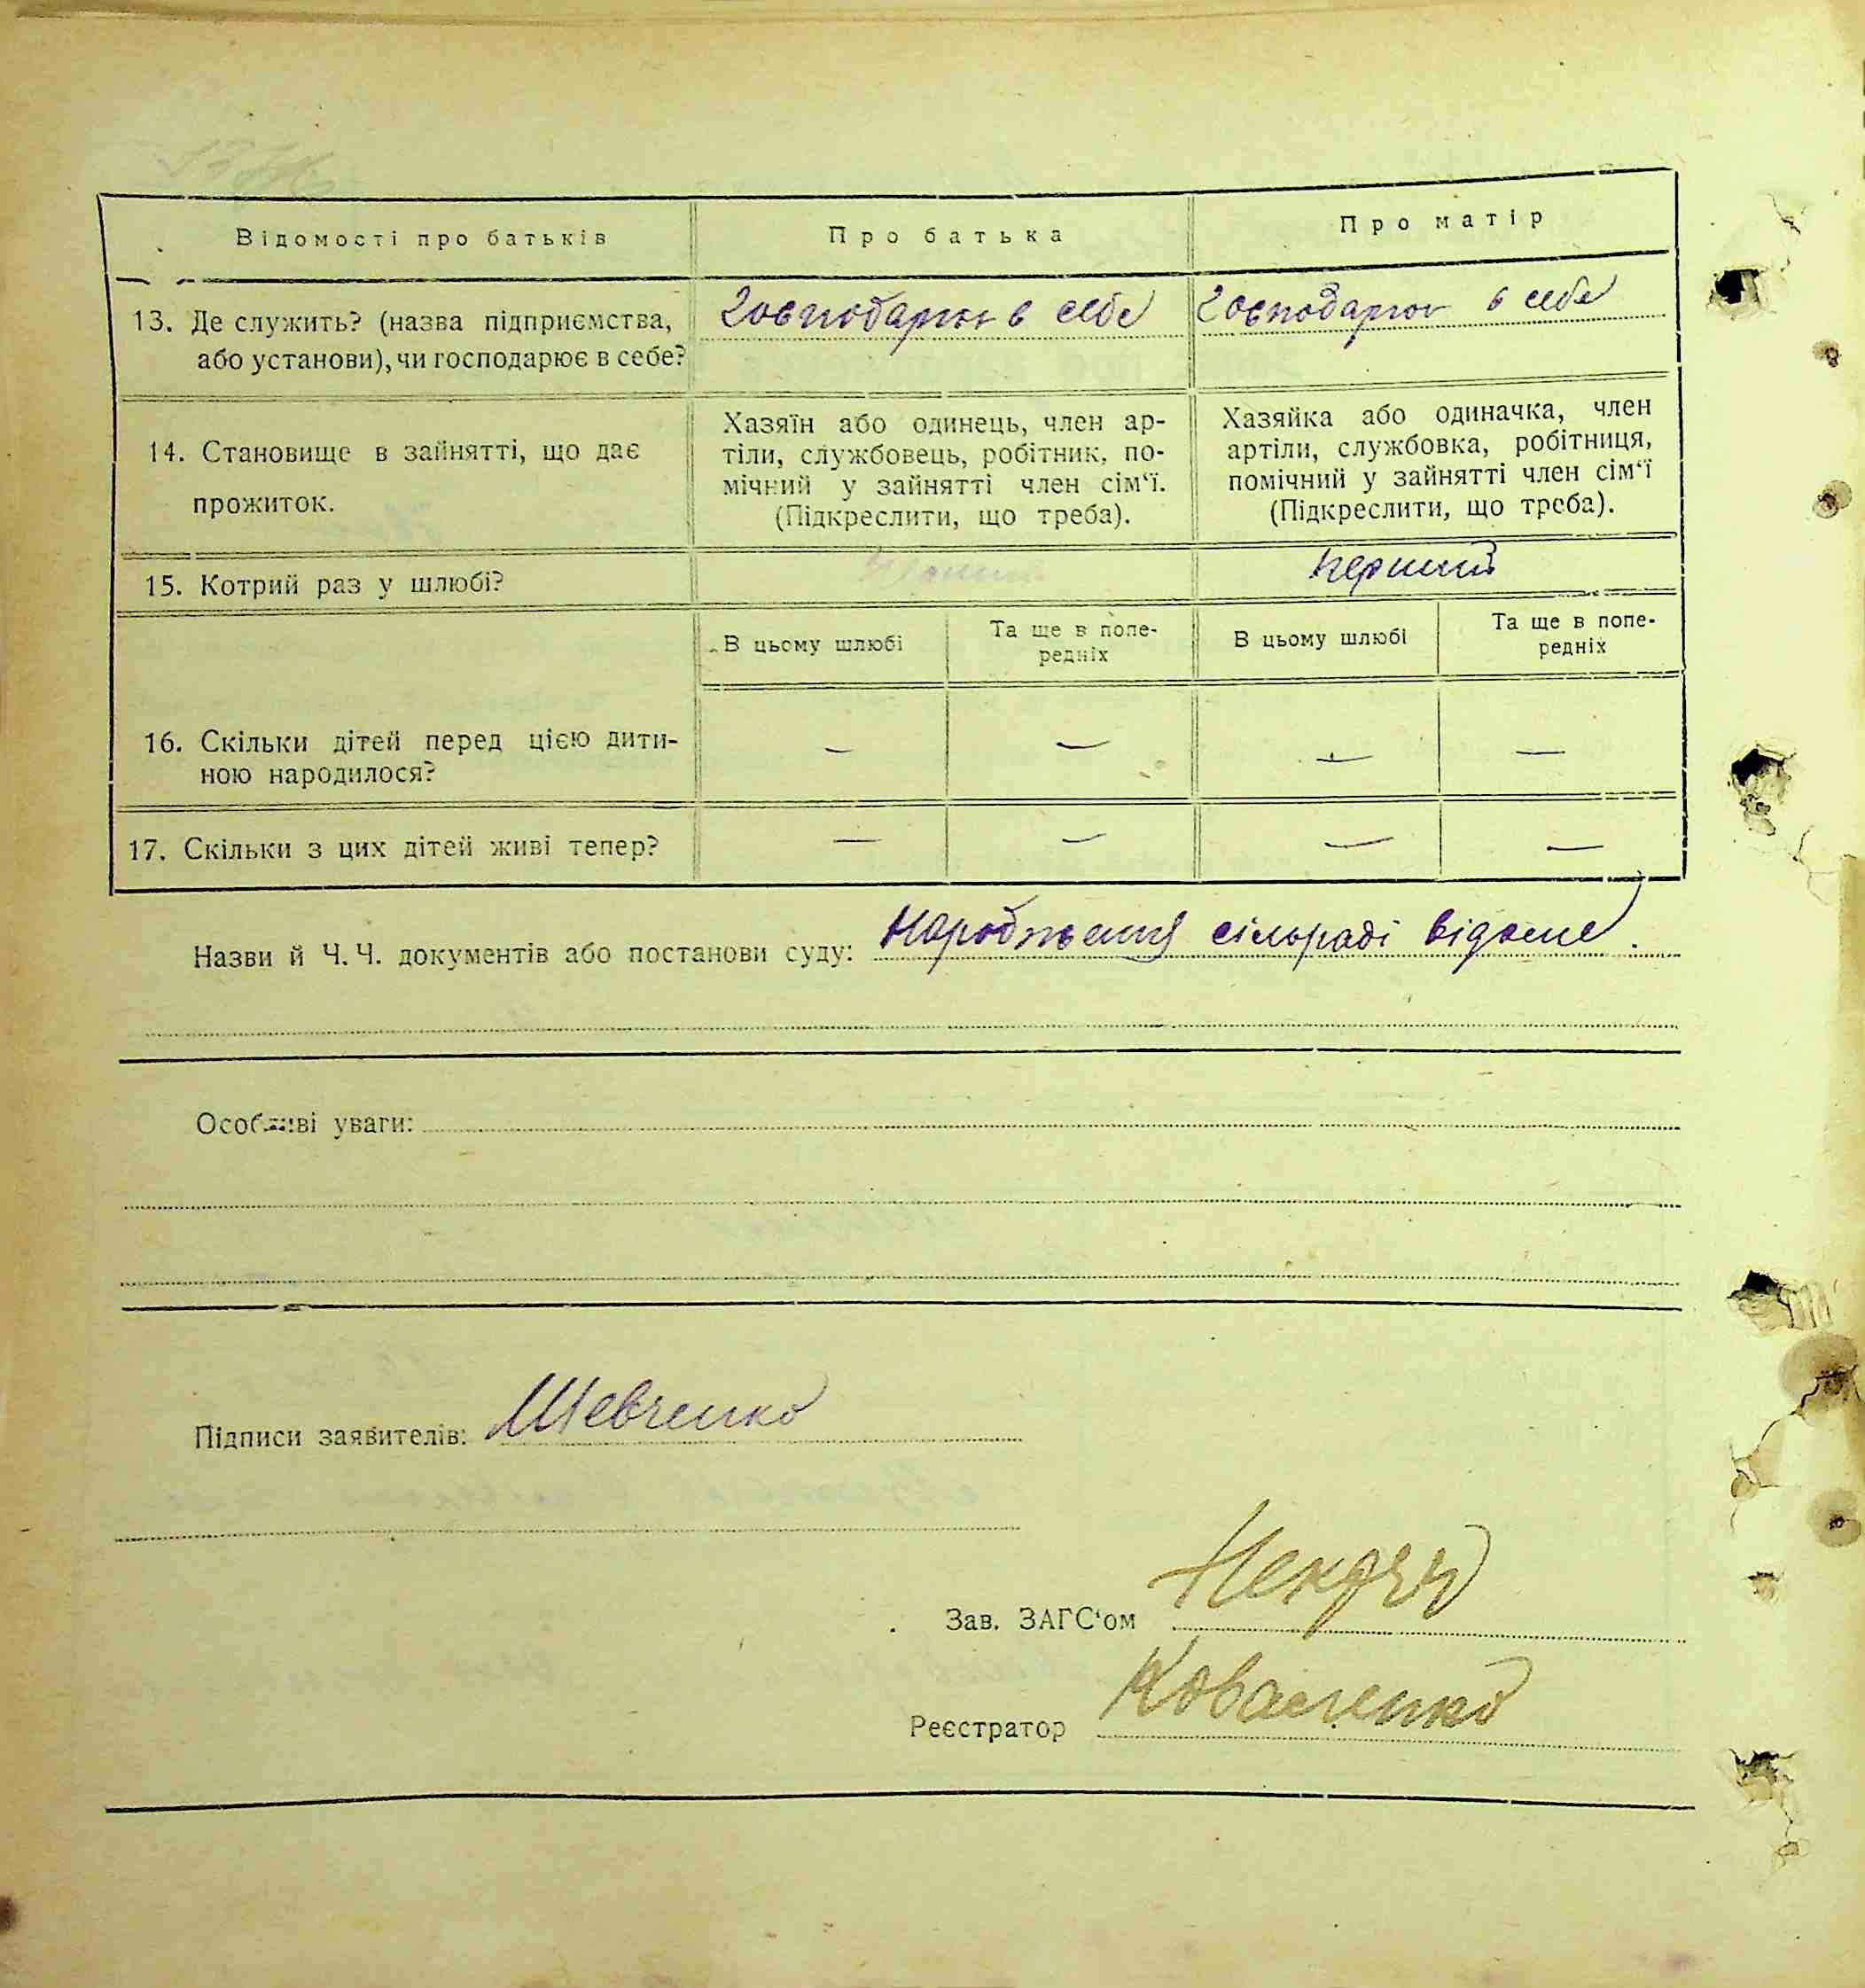 Відомості про батьків | Про батька | Про матір
13. Де служить? (назва підприємства, | Господарює в себе | Господарює в себе
або установи), чи господарює в себе?
14. Становище в зайнятті, що дає
прожиток.
Хазяїн або одинець, член ар-
тіли, службовець, робітник, по-
мічний у зайнятті член сім‘ї.
(Підкреслити, що треба).
Хазяйка або одиначка, член
артіли, службовка, робітниця,
помічний у зайнятті член сім‘ї
(Підкреслити, що треба).
15. Котрий раз у шлюбі? | Перший | Перший
В цьому шлюбі | Та ще в попе-
редніх | В цьому шлюбі | Та ще в попе-
редніх
16. Скільки дітей перед цією дити- | — | — | — | —
ною народилося?
17. Скільки з цих дітей живі тепер? | — | — | — | —
Назви й Ч. Ч. документів або постанови суду: Народження сільраді відоме.
Особливі уваги:
Підписи заявителів: Шевченко
Зав. ЗАГС‘ом
Реєстратор Коваленко